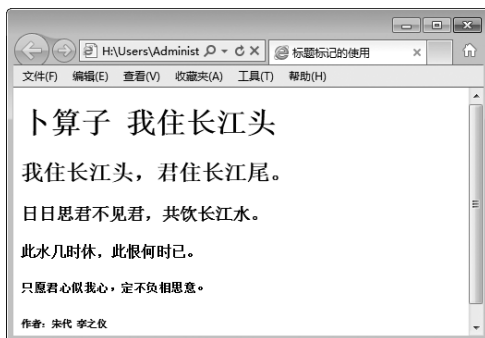 H:\Users\Administ
标题标记的使用
文件(F) 编辑(E) 查看(V) 收藏夹(A) 工具(T) 帮助(H)
卜算子 我住长江头
我住长江头，君住长江尾。
日日思君不见君，共饮长江水。
此水几时休，此恨何时已。
只愿君心似我心，定不负相思意。
作者：宋代 李之仪